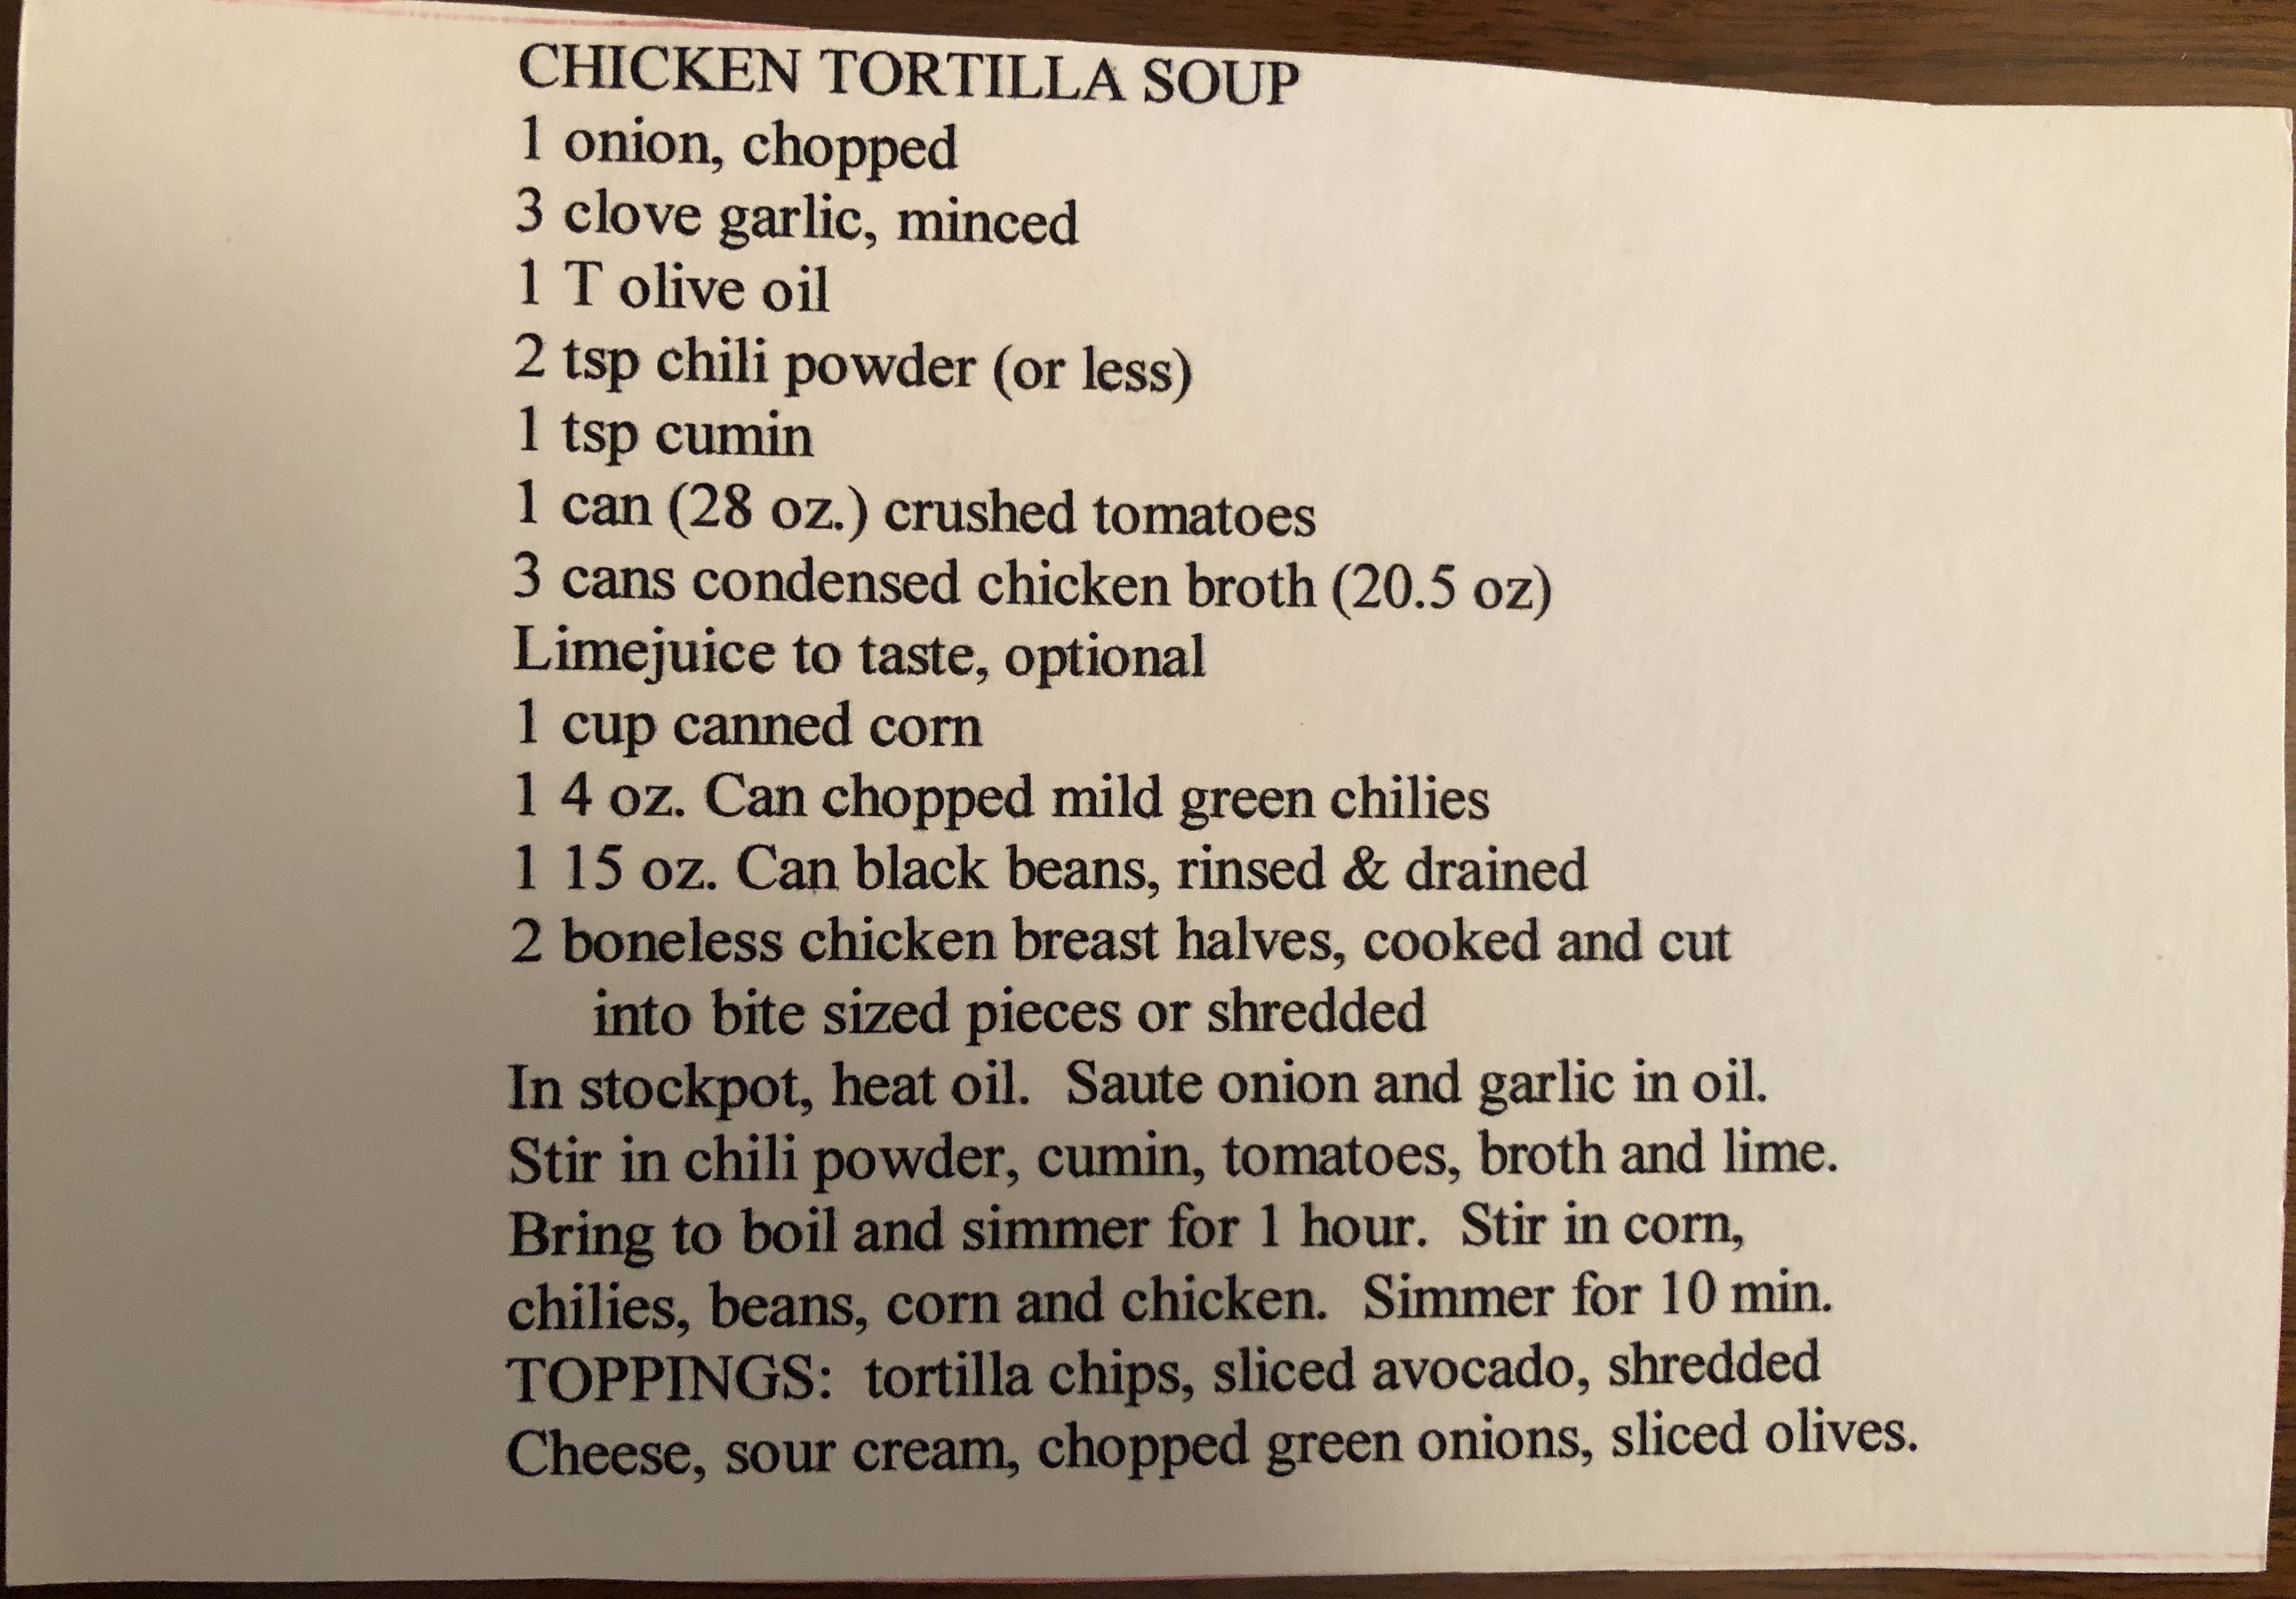 CHICKEN TORTILLA SOUP
1 onion, chopped
3 clove garlic, minced
1 T olive oil
2 tsp chili powder (or less)
1 tsp cumin
1 can (28 oz.) crushed tomatoes
3 cans condensed chicken broth (20.5 oz)
Limejuice to taste, optional
1 cup canned corn
1 4 oz. Can chopped mild green chilies
1 15 oz. Can black beans, rinsed & drained
2 boneless chicken breast halves, cooked and cut
into bite sized pieces or shredded
In stockpot, heat oil.  Saute onion and garlic in oil.
Stir in chili powder, cumin, tomatoes, broth and lime.
Bring to boil and simmer for 1 hour.  Stir in corn,
chilies, beans, corn and chicken.  Simmer for 10 min.
TOPPINGS:  tortilla chips, sliced avocado, shredded
Cheese, sour cream, chopped green onions, sliced olives.